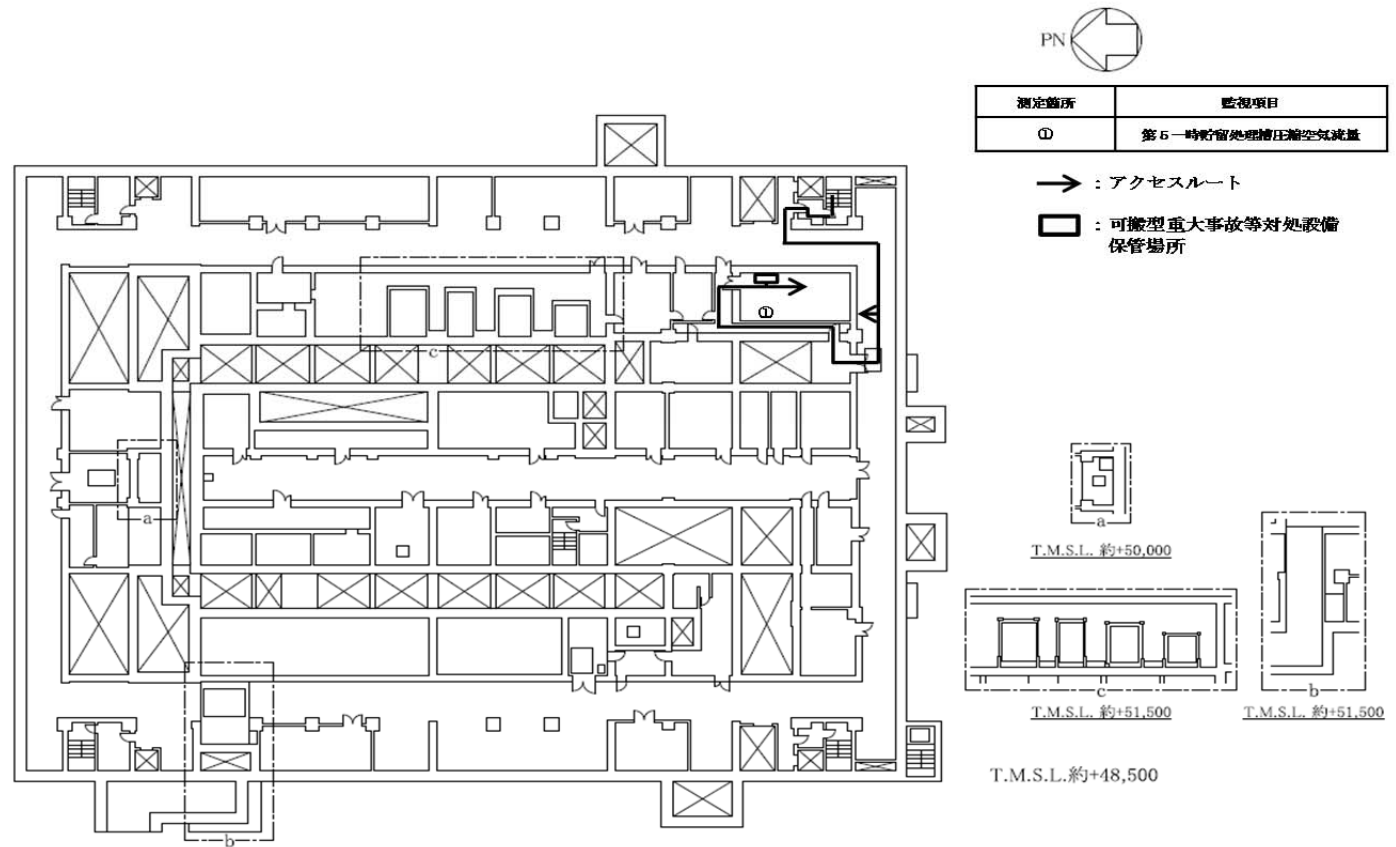 PN
測定箇所 監視項目
① 第5一時貯留処理槽圧縮空気流量
：アクセスルート
：可搬型重大事故等対処設備
保管場所
①
c
a
a
T.M.S.L. 約+50,000
c
T.M.S.L. 約+51,500
b
T.M.S.L. 約+51,500
T.M.S.L.約+48,500
b